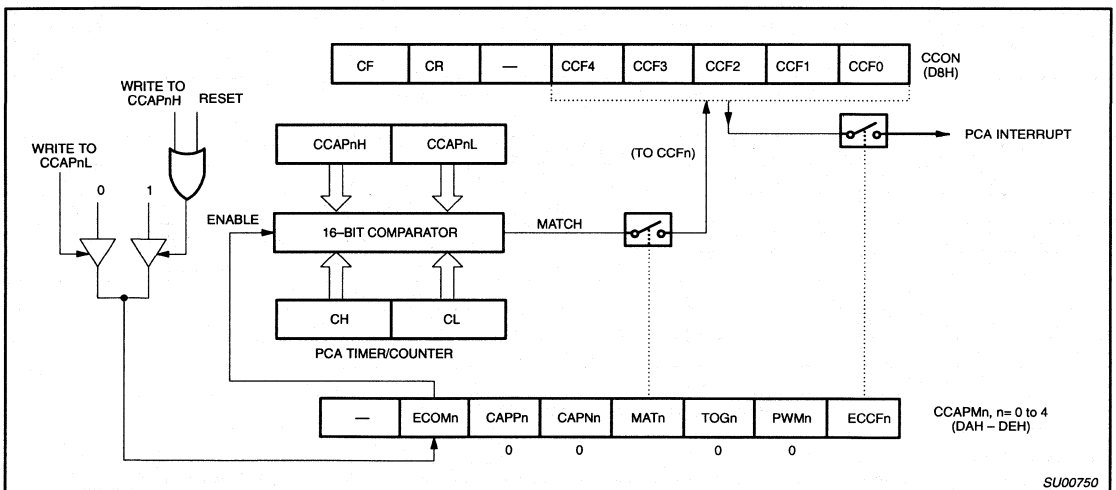 CF CR — CCF4 CCF3 CCF2 CCF1 CCF0
CCON
(D8H)
WRITE TO
CCAPnH
RESET
WRITE TO
CCAPnL
0 1
CCAPnH CCAPnL
(TO CCFn)
PCA INTERRUPT
ENABLE
16–BIT COMPARATOR
MATCH
CH CL
PCA TIMER/COUNTER
— ECOMn CAPPn CAPNn MATn TOGn PWMn ECCFn
CCAPMn, n= 0 to 4
(DAH – DEH)
0 0 0 0
SU00750